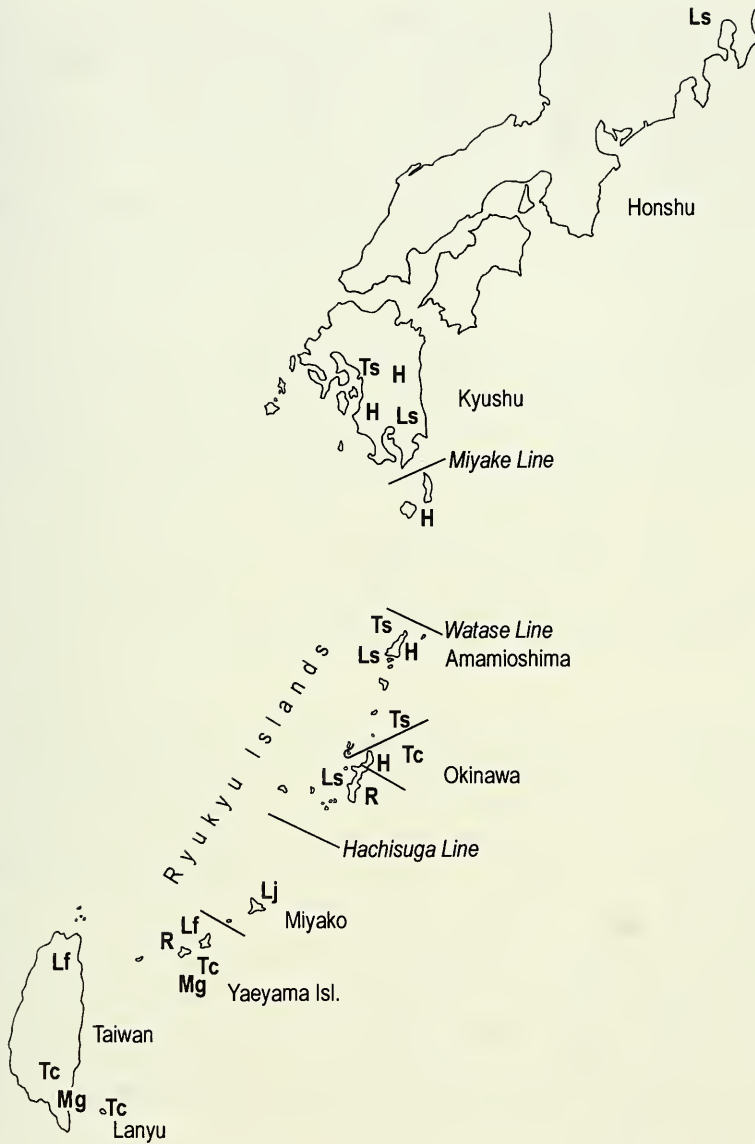 Ls
Honshu
Ts H
Kyushu
H Ls
Miyake Line
H
Ts
Watase Line
Ls H Amamioshima
Ryukyu Islands
Ts
H Tc
Ls Okinawa
R
Hachisuga Line
Lj
Miyako
Lf
R
Lf
Tc
Mg Yaeyama Isl.
Taiwan
Tc
Mg Tc
Lanyu